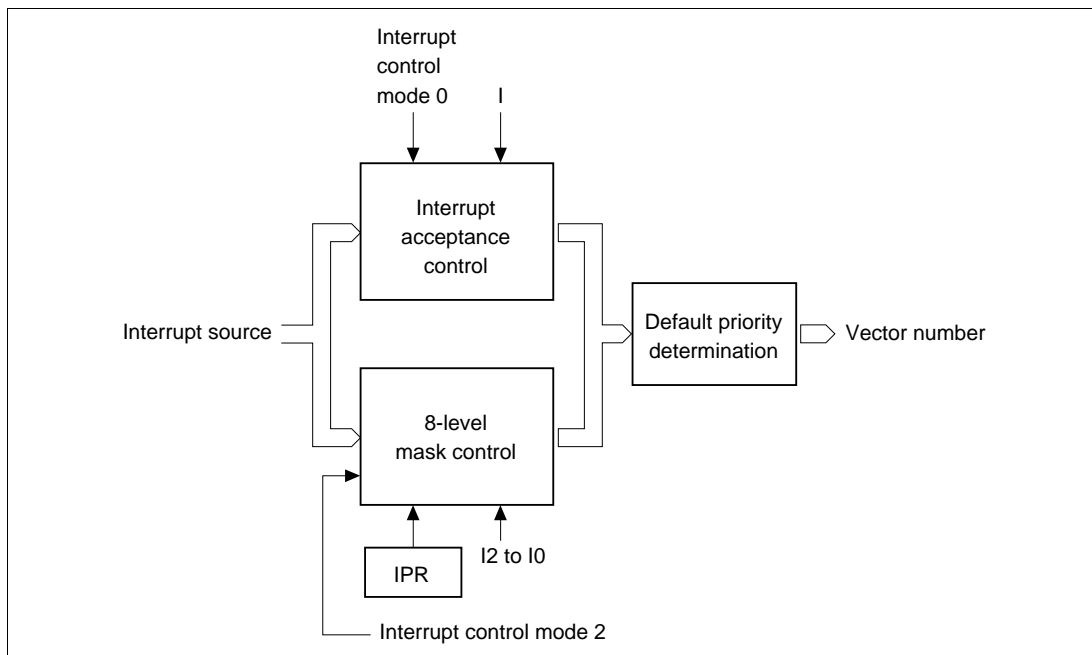 Interrupt
control
mode 0
I
Interrupt
acceptance
control
Interrupt source
Default priority
determination
Vector number
8-level
mask control
IPR
I2 to I0
Interrupt control mode 2